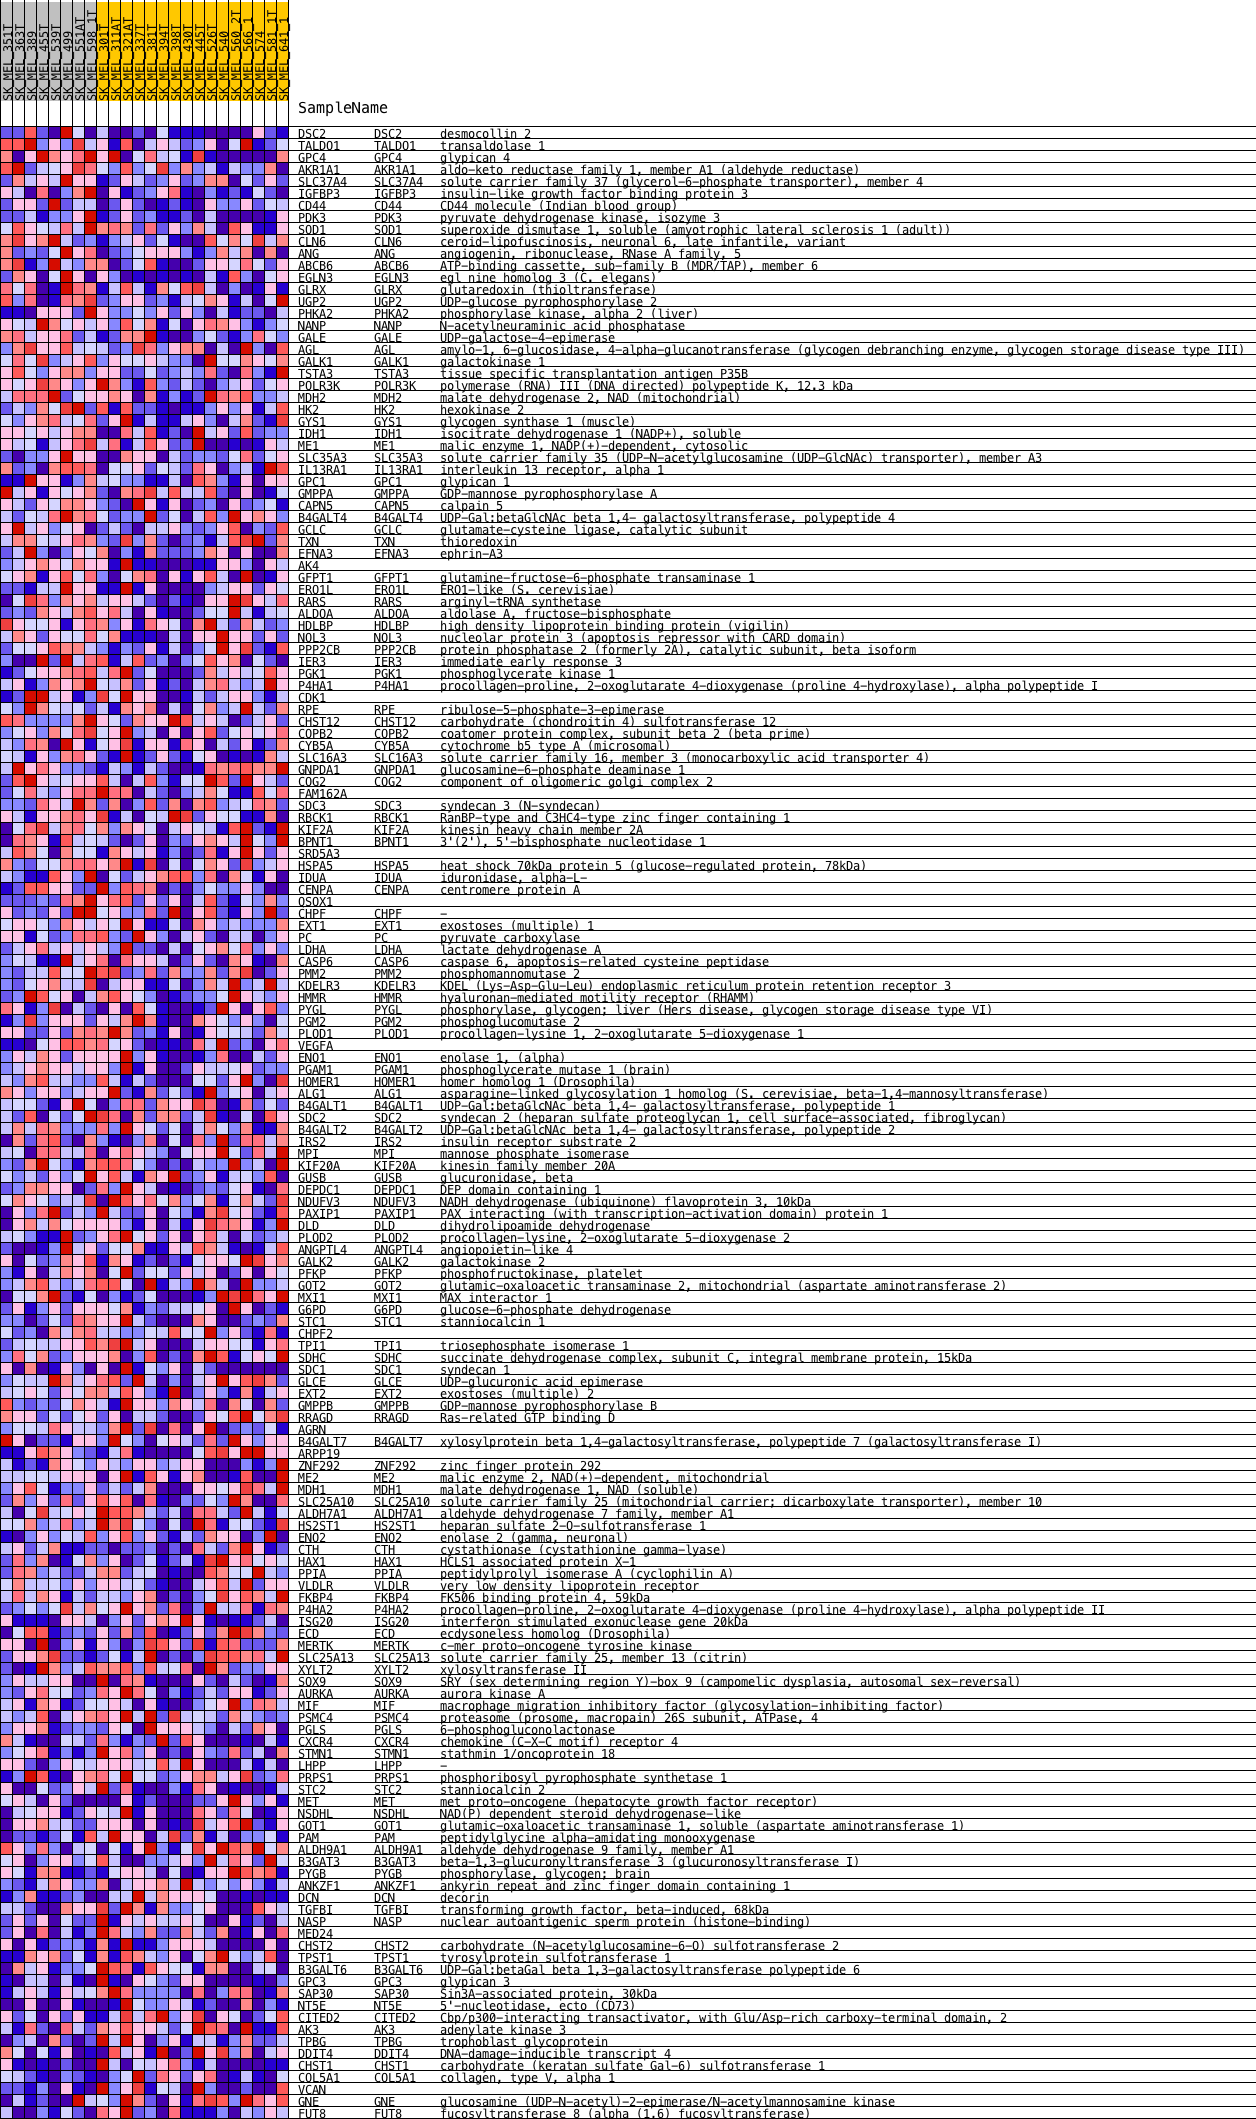 SK_MEL_351T
SK_MEL_363T
SK_MEL_389
SK_MEL_455T
SK_MEL_539T
SK_MEL_499
SK_MEL_551AT
SK_MEL_598_1T
SK_MEL_301T
SK_MEL_311AT
SK_MEL_321AT
SK_MEL_337T
SK_MEL_381T
SK_MEL_394T
SK_MEL_398T
SK_MEL_430T
SK_MEL_445T
SK_MEL_526T
SK_MEL_540
SK_MEL_560_2T
SK_MEL_566_1
SK_MEL_574
SK_MEL_581_1T
SK_MEL_641_1
SampleName
DSC2 DSC2 desmocollin 2
TALDO1 TALDO1 transaldolase 1
GPC4 GPC4 glypican 4
AKR1A1 AKR1A1 aldo-keto reductase family 1, member A1 (aldehyde reductase)
SLC37A4 SLC37A4 solute carrier family 37 (glycerol-6-phosphate transporter), member 4
IGFBP3 IGFBP3 insulin-like growth factor binding protein 3
CD44 CD44 CD44 molecule (Indian blood group)
PDK3 PDK3 pyruvate dehydrogenase kinase, isozyme 3
SOD1 SOD1 superoxide dismutase 1, soluble (amyotrophic lateral sclerosis 1 (adult))
CLN6 CLN6 ceroid-lipofuscinosis, neuronal 6, late infantile, variant
ANG ANG angiogenin, ribonuclease, RNase A family, 5
ABCB6 ABCB6 ATP-binding cassette, sub-family B (MDR/TAP), member 6
EGLN3 EGLN3 egl nine homolog 3 (C. elegans)
GLRX GLRX glutaredoxin (thioltransferase)
UGP2 UGP2 UDP-glucose pyrophosphorylase 2
PHKA2 PHKA2 phosphorylase kinase, alpha 2 (liver)
NANP NANP N-acetylneuraminic acid phosphatase
GALE GALE UDP-galactose-4-epimerase
AGL AGL amylo-1, 6-glucosidase, 4-alpha-glucanotransferase (glycogen debranching enzyme, glycogen storage disease type III)
GALK1 GALK1 galactokinase 1
TSTA3 TSTA3 tissue specific transplantation antigen P35B
POLR3K POLR3K polymerase (RNA) III (DNA directed) polypeptide K, 12.3 kDa
MDH2 MDH2 malate dehydrogenase 2, NAD (mitochondrial)
HK2 HK2 hexokinase 2
GYS1 GYS1 glycogen synthase 1 (muscle)
IDH1 IDH1 isocitrate dehydrogenase 1 (NADP+), soluble
ME1 ME1 malic enzyme 1, NADP(+)-dependent, cytosolic
SLC35A3 SLC35A3 solute carrier family 35 (UDP-N-acetylglucosamine (UDP-GlcNAc) transporter), member A3
IL13RA1 IL13RA1 interleukin 13 receptor, alpha 1
GPC1 GPC1 glypican 1
GMPPA GMPPA GDP-mannose pyrophosphorylase A
CAPN5 CAPN5 calpain 5
B4GALT4 B4GALT4 UDP-Gal:betaGlcNAc beta 1,4- galactosyltransferase, polypeptide 4
GCLC GCLC glutamate-cysteine ligase, catalytic subunit
TXN TXN thioredoxin
EFNA3 EFNA3 ephrin-A3
AK4
GFPT1 GFPT1 glutamine-fructose-6-phosphate transaminase 1
ERO1L ERO1L ERO1-like (S. cerevisiae)
RARS RARS arginyl-tRNA synthetase
ALDOA ALDOA aldolase A, fructose-bisphosphate
HDLBP HDLBP high density lipoprotein binding protein (vigilin)
NOL3 NOL3 nucleolar protein 3 (apoptosis repressor with CARD domain)
PPP2CB PPP2CB protein phosphatase 2 (formerly 2A), catalytic subunit, beta isoform
IER3 IER3 immediate early response 3
PGK1 PGK1 phosphoglycerate kinase 1
P4HA1 P4HA1 procollagen-proline, 2-oxoglutarate 4-dioxygenase (proline 4-hydroxylase), alpha polypeptide I
CDK1
RPE RPE ribulose-5-phosphate-3-epimerase
CHST12 CHST12 carbohydrate (chondroitin 4) sulfotransferase 12
COPB2 COPB2 coatomer protein complex, subunit beta 2 (beta prime)
CYB5A CYB5A cytochrome b5 type A (microsomal)
SLC16A3 SLC16A3 solute carrier family 16, member 3 (monocarboxylic acid transporter 4)
GNPDA1 GNPDA1 glucosamine-6-phosphate deaminase 1
COG2 COG2 component of oligomeric golgi complex 2
FAM162A
SDC3 SDC3 syndecan 3 (N-syndecan)
RBCK1 RBCK1 RanBP-type and C3HC4-type zinc finger containing 1
KIF2A KIF2A kinesin heavy chain member 2A
BPNT1 BPNT1 3'(2'), 5'-bisphosphate nucleotidase 1
SRD5A3
HSPA5 HSPA5 heat shock 70kDa protein 5 (glucose-regulated protein, 78kDa)
IDUA IDUA iduronidase, alpha-L-
CENPA CENPA centromere protein A
QSOX1
CHPF CHPF -
EXT1 EXT1 exostoses (multiple) 1
PC PC pyruvate carboxylase
LDHA LDHA lactate dehydrogenase A
CASP6 CASP6 caspase 6, apoptosis-related cysteine peptidase
PMM2 PMM2 phosphomannomutase 2
KDELR3 KDELR3 KDEL (Lys-Asp-Glu-Leu) endoplasmic reticulum protein retention receptor 3
HMMR HMMR hyaluronan-mediated motility receptor (RHAMM)
PYGL PYGL phosphorylase, glycogen; liver (Hers disease, glycogen storage disease type VI)
PGM2 PGM2 phosphoglucomutase 2
PLOD1 PLOD1 procollagen-lysine 1, 2-oxoglutarate 5-dioxygenase 1
VEGFA
ENO1 ENO1 enolase 1, (alpha)
PGAM1 PGAM1 phosphoglycerate mutase 1 (brain)
HOMER1 HOMER1 homer homolog 1 (Drosophila)
ALG1 ALG1 asparagine-linked glycosylation 1 homolog (S. cerevisiae, beta-1,4-mannosyltransferase)
B4GALT1 B4GALT1 UDP-Gal:betaGlcNAc beta 1,4- galactosyltransferase, polypeptide 1
SDC2 SDC2 syndecan 2 (heparan sulfate proteoglycan 1, cell surface-associated, fibroglycan)
B4GALT2 B4GALT2 UDP-Gal:betaGlcNAc beta 1,4- galactosyltransferase, polypeptide 2
IRS2 IRS2 insulin receptor substrate 2
MPI MPI mannose phosphate isomerase
KIF20A KIF20A kinesin family member 20A
GUSB GUSB glucuronidase, beta
DEPDC1 DEPDC1 DEP domain containing 1
NDUFV3 NDUFV3 NADH dehydrogenase (ubiquinone) flavoprotein 3, 10kDa
PAXIP1 PAXIP1 PAX interacting (with transcription-activation domain) protein 1
DLD DLD dihydrolipoamide dehydrogenase
PLOD2 PLOD2 procollagen-lysine, 2-oxoglutarate 5-dioxygenase 2
ANGPTL4 ANGPTL4 angiopoietin-like 4
GALK2 GALK2 galactokinase 2
PFKP PFKP phosphofructokinase, platelet
GOT2 GOT2 glutamic-oxaloacetic transaminase 2, mitochondrial (aspartate aminotransferase 2)
MXI1 MXI1 MAX interactor 1
G6PD G6PD glucose-6-phosphate dehydrogenase
STC1 STC1 stanniocalcin 1
CHPF2
TPI1 TPI1 triosephosphate isomerase 1
SDHC SDHC succinate dehydrogenase complex, subunit C, integral membrane protein, 15kDa
SDC1 SDC1 syndecan 1
GLCE GLCE UDP-glucuronic acid epimerase
EXT2 EXT2 exostoses (multiple) 2
GMPPB GMPPB GDP-mannose pyrophosphorylase B
RRAGD RRAGD Ras-related GTP binding D
AGRN
B4GALT7 B4GALT7 xylosylprotein beta 1,4-galactosyltransferase, polypeptide 7 (galactosyltransferase I)
ARPP19
ZNF292 ZNF292 zinc finger protein 292
ME2 ME2 malic enzyme 2, NAD(+)-dependent, mitochondrial
MDH1 MDH1 malate dehydrogenase 1, NAD (soluble)
SLC25A10 SLC25A10 solute carrier family 25 (mitochondrial carrier; dicarboxylate transporter), member 10
ALDH7A1 ALDH7A1 aldehyde dehydrogenase 7 family, member A1
HS2ST1 HS2ST1 heparan sulfate 2-O-sulfotransferase 1
ENO2 ENO2 enolase 2 (gamma, neuronal)
CTH CTH cystathionase (cystathionine gamma-lyase)
HAX1 HAX1 HCLS1 associated protein X-1
PPIA PPIA peptidylprolyl isomerase A (cyclophilin A)
VLDLR VLDLR very low density lipoprotein receptor
FKBP4 FKBP4 FK506 binding protein 4, 59kDa
P4HA2 P4HA2 procollagen-proline, 2-oxoglutarate 4-dioxygenase (proline 4-hydroxylase), alpha polypeptide II
ISG20 ISG20 interferon stimulated exonuclease gene 20kDa
ECD ECD ecdysoneless homolog (Drosophila)
MERTK MERTK c-mer proto-oncogene tyrosine kinase
SLC25A13 SLC25A13 solute carrier family 25, member 13 (citrin)
XYLT2 XYLT2 xylosyltransferase II
SOX9 SOX9 SRY (sex determining region Y)-box 9 (campomelic dysplasia, autosomal sex-reversal)
AURKA AURKA aurora kinase A
MIF MIF macrophage migration inhibitory factor (glycosylation-inhibiting factor)
PSMC4 PSMC4 proteasome (prosome, macropain) 26S subunit, ATPase, 4
PGLS PGLS 6-phosphogluconolactonase
CXCR4 CXCR4 chemokine (C-X-C motif) receptor 4
STMN1 STMN1 stathmin 1/oncoprotein 18
LHPP LHPP -
PRPS1 PRPS1 phosphoribosyl pyrophosphate synthetase 1
STC2 STC2 stanniocalcin 2
MET MET met proto-oncogene (hepatocyte growth factor receptor)
NSDHL NSDHL NAD(P) dependent steroid dehydrogenase-like
GOT1 GOT1 glutamic-oxaloacetic transaminase 1, soluble (aspartate aminotransferase 1)
PAM PAM peptidylglycine alpha-amidating monooxygenase
ALDH9A1 ALDH9A1 aldehyde dehydrogenase 9 family, member A1
B3GAT3 B3GAT3 beta-1,3-glucuronyltransferase 3 (glucuronosyltransferase I)
PYGB PYGB phosphorylase, glycogen; brain
ANKZF1 ANKZF1 ankyrin repeat and zinc finger domain containing 1
DCN DCN decorin
TGFBI TGFBI transforming growth factor, beta-induced, 68kDa
NASP NASP nuclear autoantigenic sperm protein (histone-binding)
MED24
CHST2 CHST2 carbohydrate (N-acetylglucosamine-6-O) sulfotransferase 2
TPST1 TPST1 tyrosylprotein sulfotransferase 1
B3GALT6 B3GALT6 UDP-Gal:betaGal beta 1,3-galactosyltransferase polypeptide 6
GPC3 GPC3 glypican 3
SAP30 SAP30 Sin3A-associated protein, 30kDa
NT5E NT5E 5'-nucleotidase, ecto (CD73)
CITED2 CITED2 Cbp/p300-interacting transactivator, with Glu/Asp-rich carboxy-terminal domain, 2
AK3 AK3 adenylate kinase 3
TPBG TPBG trophoblast glycoprotein
DDIT4 DDIT4 DNA-damage-inducible transcript 4
CHST1 CHST1 carbohydrate (keratan sulfate Gal-6) sulfotransferase 1
COL5A1 COL5A1 collagen, type V, alpha 1
VCAN
GNE GNE glucosamine (UDP-N-acetyl)-2-epimerase/N-acetylmannosamine kinase
FUT8 FUT8 fucosyltransferase 8 (alpha (1,6) fucosyltransferase)